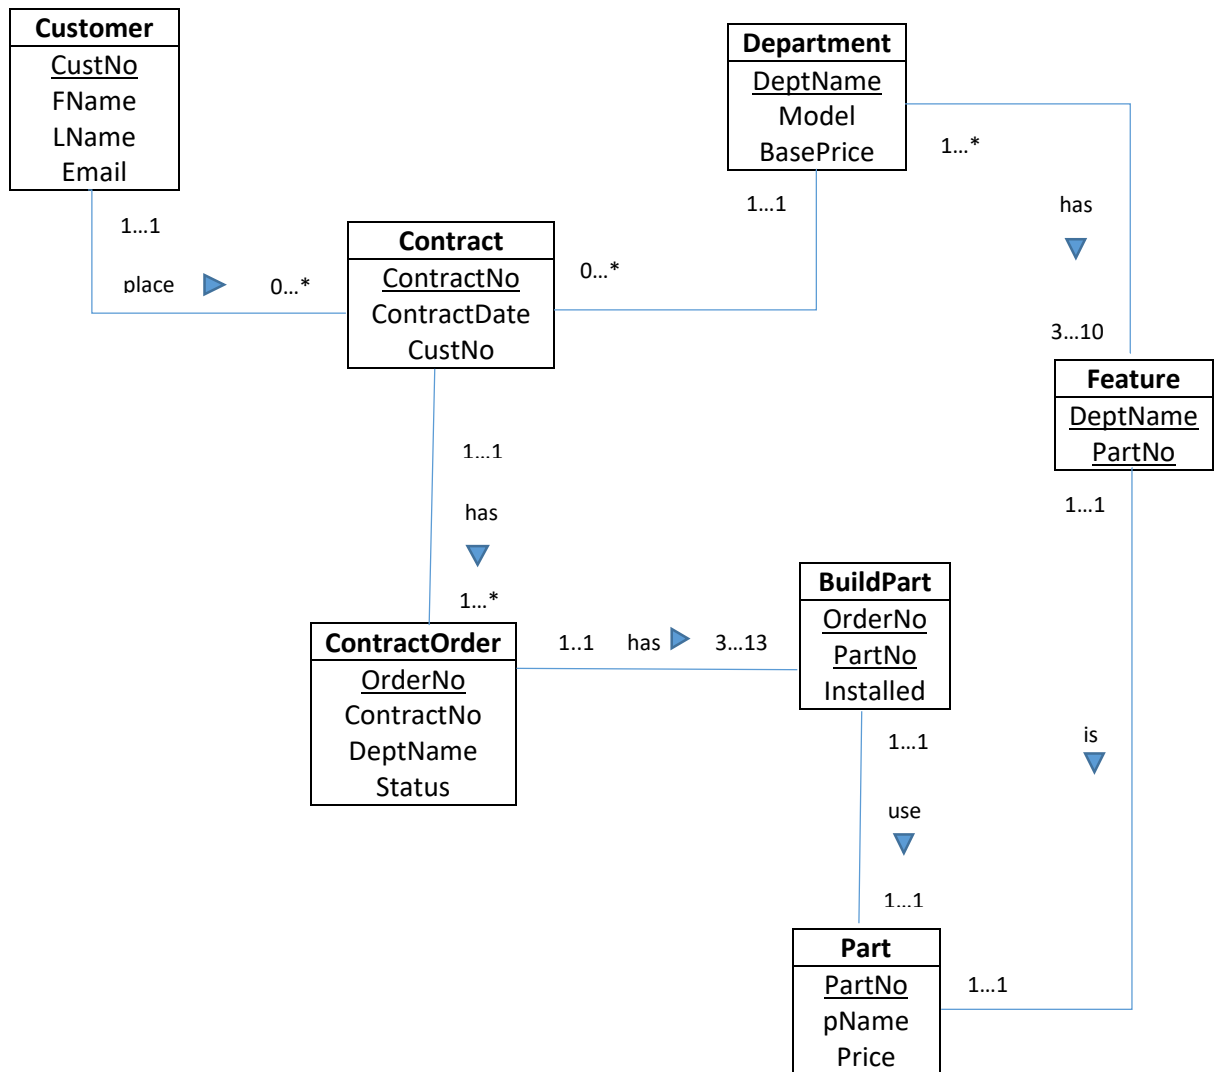 Customer
CustNo
FName
LName
Email
Department
DeptName
Model
BasePrice
1...*
1...1
has
1...1
place
0...*
Contract
ContractNo
ContractDate
CustNo
0...*
3...10
Feature
DeptName
PartNo
1...1
1...1
has
1...*
ContractOrder
OrderNo
ContractNo
DeptName
Status
1..1
has
3...13
BuildPart
OrderNo
PartNo
Installed
1...1
is
use
1...1
Part
PartNo
pName
Price
1...1